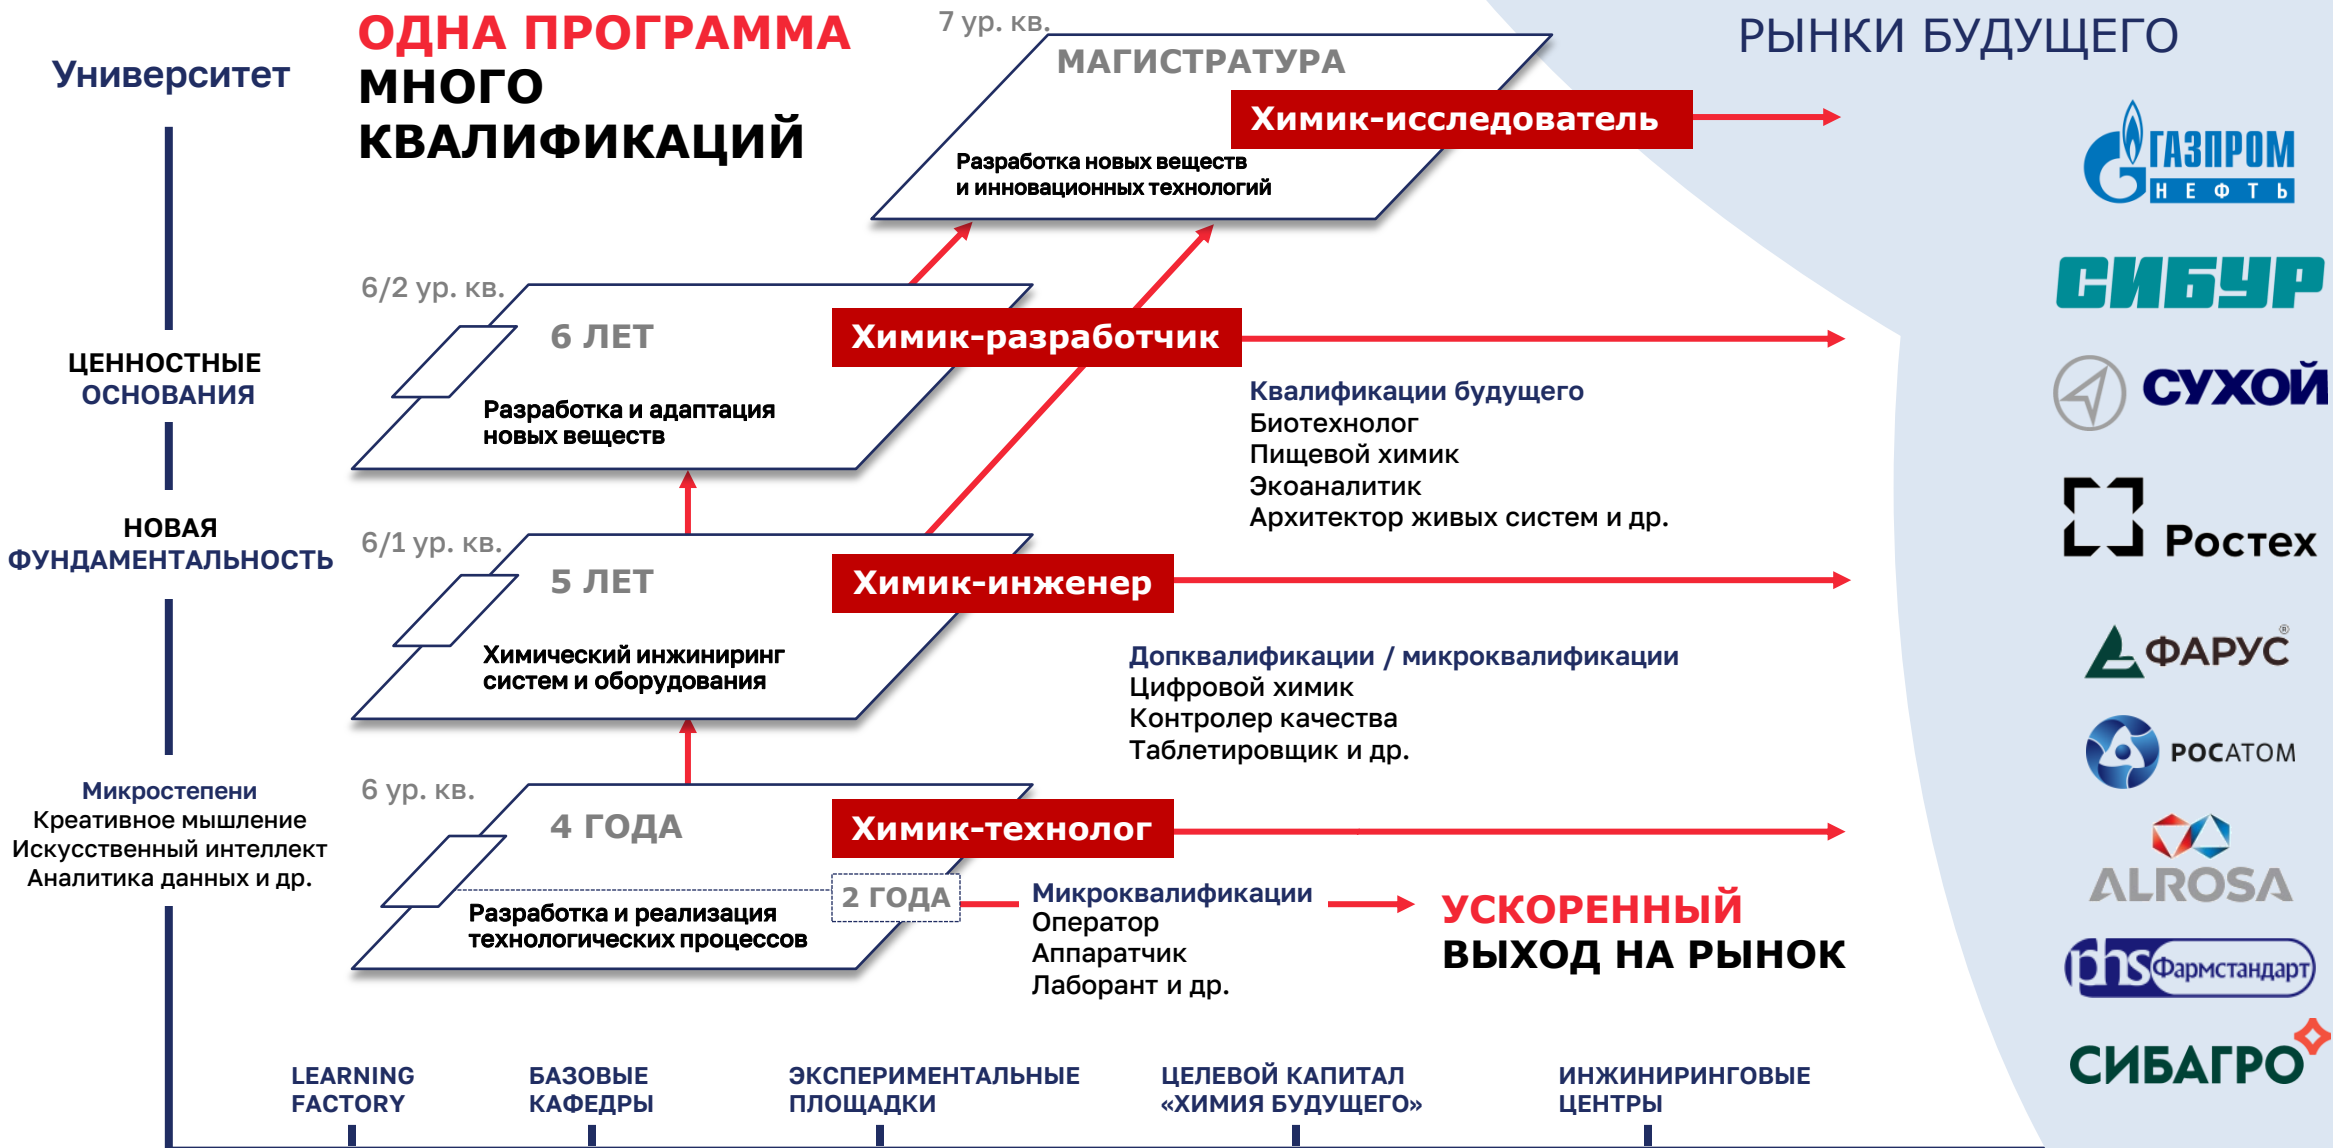 Университет
ЦЕННОСТНЫЕ
ОСНОВАНИЯ
НОВАЯ
ФУНДАМЕНТАЛЬНОСТЬ
Микростепени
Креативное мышление
Искусственный интеллект
Аналитика данных и др.
ОДНА ПРОГРАММА
МНОГО
КВАЛИФИКАЦИЙ
7 ур. кв.
МАГИСТРАТУРА
Химик-исследователь
Разработка новых веществ
и инновационных технологий
6/2 ур. кв.
6 ЛЕТ
Химик-разработчик
Разработка и адаптация
новых веществ
Квалификации будущего
Биотехнолог
Пищевой химик
Экоаналитик
Архитектор живых систем и др.
6/1 ур. кв.
5 ЛЕТ
Химик-инженер
Химический инжиниринг
систем и оборудования
Допквалификации / микроквалификации
Цифровой химик
Контролер качества
Таблетировщик и др.
6 ур. кв.
4 ГОДА
Химик-технолог
2 ГОДА
Разработка и реализация
технологических процессов
Микроквалификации
Оператор
Аппаратчик
Лаборант и др.
УСКОРЕННЫЙ
ВЫХОД НА РЫНОК
РЫНКИ БУДУЩЕГО
ГАЗПРОМ
НЕФТЬ
СИБУР
СУХОЙ
Ростех
ФАРУС®
РОСАТОМ
ALROSA
phs Фармстандарт
СИБАГРО
LEARNING
FACTORY
БАЗОВЫЕ
КАФЕДРЫ
ЭКСПЕРИМЕНТАЛЬНЫЕ
ПЛОЩАДКИ
ЦЕЛЕВОЙ КАПИТАЛ
«ХИМИЯ БУДУЩЕГО»
ИНЖИНИРИНГОВЫЕ
ЦЕНТРЫ